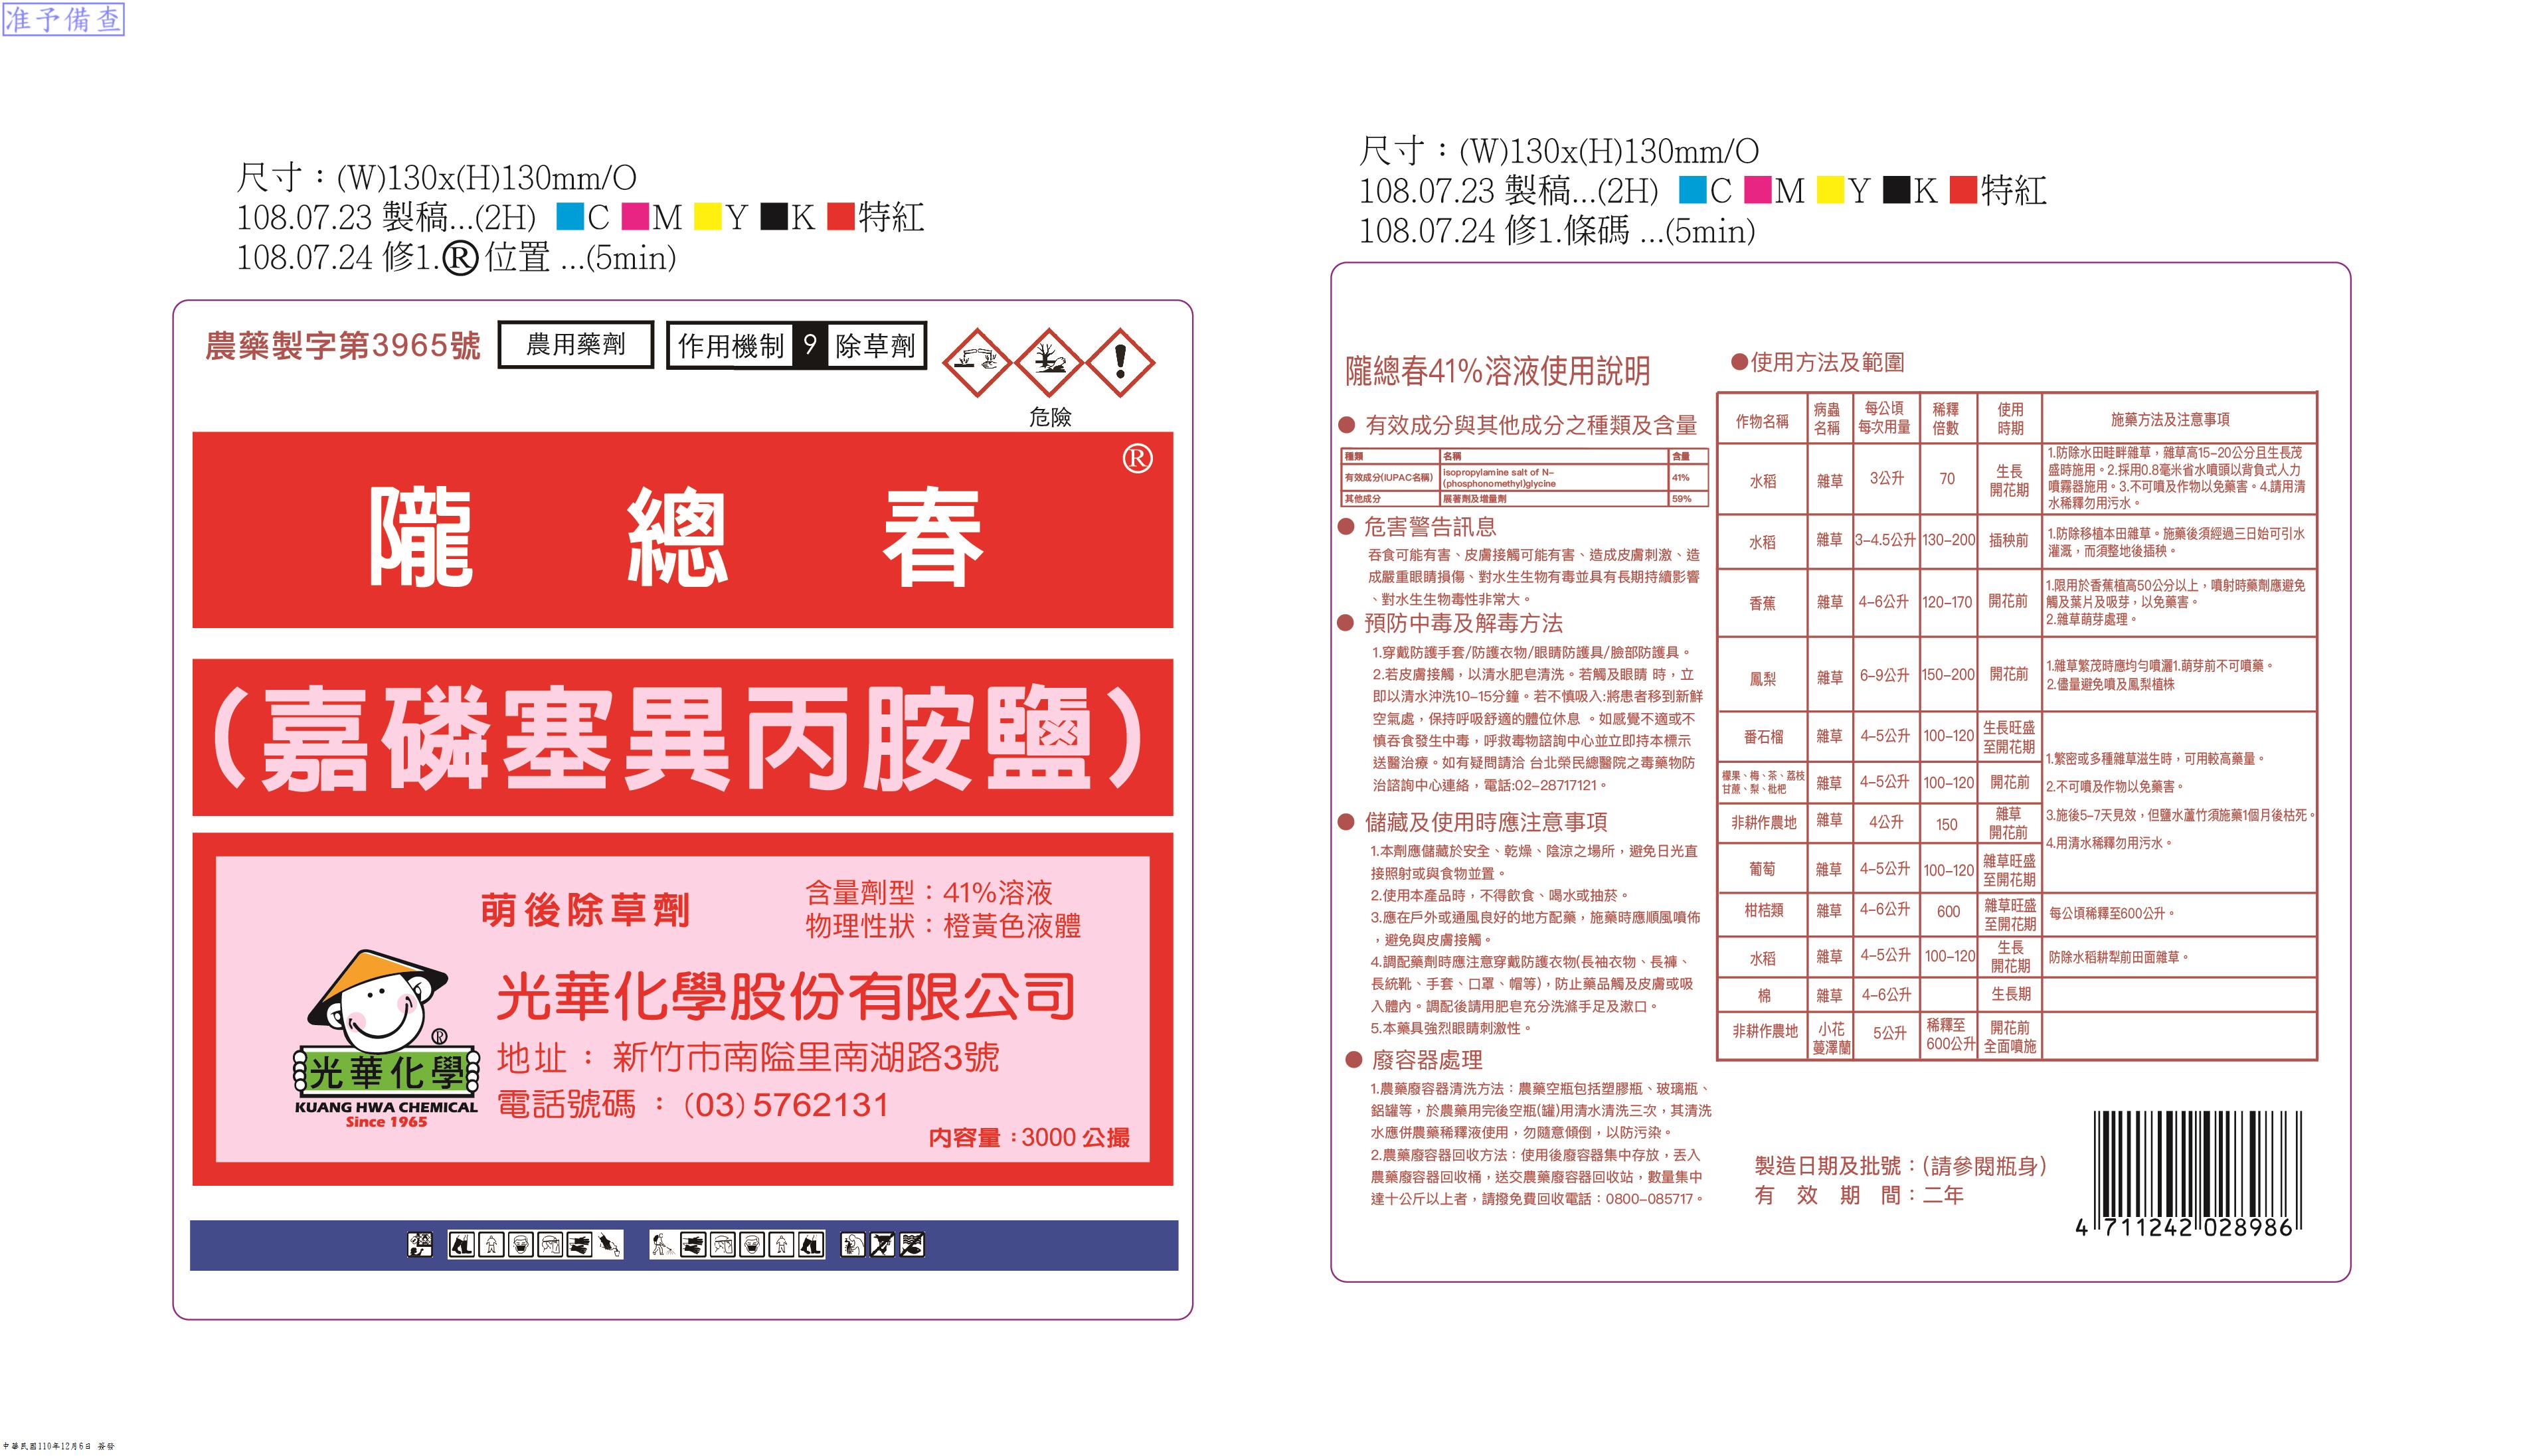 准予備查
尺寸：(W)130x(H)130mm/O
108.07.23 製稿...(2H) C M Y K 特紅
108.07.24 修1.®位置 ...(5min)
農藥製字第3965號
農用藥劑
作用機制 9 除草劑
危險
®
隴 總 春
(嘉磷塞異丙胺鹽)
萌後除草劑
含量劑型：41%溶液
物理性狀：橙黃色液體
光華化學股份有限公司
地址：新竹市南隘里南湖路3號
電話號碼：(03)5762131
內容量：3000 公撮
®
光華化學
KUANG HWA CHEMICAL
Since 1965
尺寸：(W)130x(H)130mm/O
108.07.23 製稿...(2H) C M Y K 特紅
108.07.24 修1.條碼 ...(5min)
隴總春41%溶液使用說明
● 有效成分與其他成分之種類及含量
種類 名稱 含量
有效成分(IUPAC名稱) isopropylamine salt of N-(phosphonomethyl)glycine 41%
其他成分 展著劑及增量劑 59%
● 危害警告訊息
吞食可能有害、皮膚接觸可能有害、造成皮膚刺激、造
成嚴重眼睛損傷、對水生生物有毒並具有長期持續影響
、對水生生物毒性非常大。
● 預防中毒及解毒方法
1.穿戴防護手套/防護衣物/眼睛防護具/臉部防護具。
2.若皮膚接觸，以清水肥皂清洗。若觸及眼睛 時，立
即以清水沖洗10-15分鐘。若不慎吸入:將患者移到新鮮
空氣處，保持呼吸舒適的體位休息 。如感覺不適或不
慎吞食發生中毒，呼救毒物諮詢中心並立即持本標示
送醫治療。如有疑問請洽 台北榮民總醫院之毒藥物防
治諮詢中心連絡，電話:02-28717121。
● 儲藏及使用時應注意事項
1.本劑應儲藏於安全、乾燥、陰涼之場所，避免日光直
接照射或與食物並置。
2.使用本產品時，不得飲食、喝水或抽菸。
3.應在戶外或通風良好的地方配藥，施藥時應順風噴佈
，避免與皮膚接觸。
4.調配藥劑時應注意穿戴防護衣物(長袖衣物、長褲、
長統靴、手套、口罩、帽等)，防止藥品觸及皮膚或吸
入體內。調配後請用肥皂充分洗滌手足及漱口。
5.本藥具強烈眼睛刺激性。
● 廢容器處理
1.農藥廢容器清洗方法：農藥空瓶包括塑膠瓶、玻璃瓶、
鋁罐等，於農藥用完後空瓶(罐)用清水清洗三次，其清洗
水應併農藥稀釋液使用，勿隨意傾倒，以防污染。
2.農藥廢容器回收方法：使用後廢容器集中存放，丟入
農藥廢容器回收桶，送交農藥廢容器回收站，數量集中
達十公斤以上者，請撥免費回收電話：0800-085717。
●使用方法及範圍
作物名稱 病蟲名稱 每公頃每次用量 稀釋倍數 使用時期 施藥方法及注意事項
水稻 雜草 3公升 70 生長開花期 1.防除水田畦畔雜草，雜草高15-20公分且生長茂
盛時施用。2.採用0.8毫米省水噴頭以背負式人力
噴霧器施用。3.不可噴及作物以免藥害。4.請用清
水稀釋勿用污水。
水稻 雜草 3-4.5公升 130-200 插秧前 1.防除移植本田雜草。施藥後須經過三日始可引水
灌溉，而須整地後插秧。
香蕉 雜草 4-6公升 120-170 開花前 1.限用於香蕉植高50公分以上，噴射時藥劑應避免
觸及葉片及吸芽，以免藥害。
2.雜草萌芽處理。
鳳梨 雜草 6-9公升 150-200 開花前 1.雜草繁茂時應均勻噴灑1.萌芽前不可噴藥。
2.儘量避免噴及鳳梨植株
番石榴 雜草 4-5公升 100-120 生長旺盛至開花期
檬果、梅、茶、荔枝
甘蔗、梨、枇杷 雜草 4-5公升 100-120 開花前
非耕作農地 雜草 4公升 150 雜草開花前
葡萄 雜草 4-5公升 100-120 雜草旺盛至開花期
1.繁密或多種雜草滋生時，可用較高藥量。
2.不可噴及作物以免藥害。
3.施後5-7天見效，但鹽水蘆竹須施藥1個月後枯死。
4.用清水稀釋勿用污水。
柑桔類 雜草 4-6公升 600 雜草旺盛至開花期 每公頃稀釋至600公升。
水稻 雜草 4-5公升 100-120 生長開花期 防除水稻耕犁前田面雜草。
棉 雜草 4-6公升 生長期
非耕作農地 小花蔓澤蘭 5公升 稀釋至600公升 開花前全面噴施
製造日期及批號：(請參閱瓶身)
有 效 期 間：二年
4 711242 028986
中華民國110年12月6日 簽發